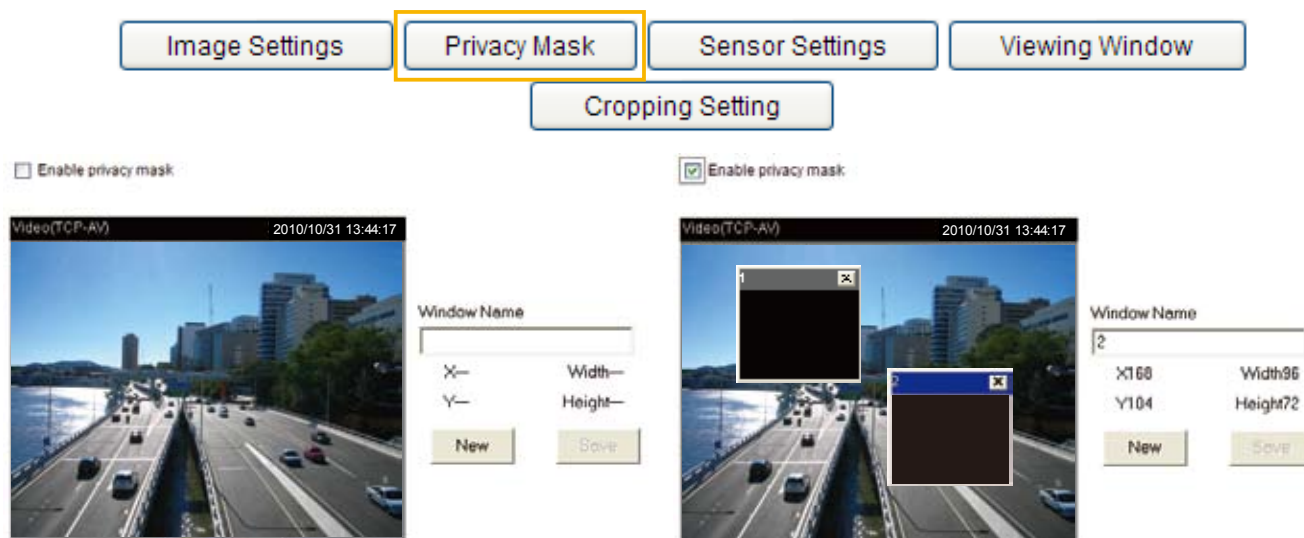 Image Settings
Privacy Mask
Sensor Settings
Viewing Window
Cropping Setting
Enable privacy mask
Video(TCP-AV) 2010/10/31 13:44:17
Window Name
X— Width—
Y— Height—
New Save
Enable privacy mask
Video(TCP-AV) 2010/10/31 13:44:17
1
2
Window Name
2
X168 Width96
Y104 Height72
New Save